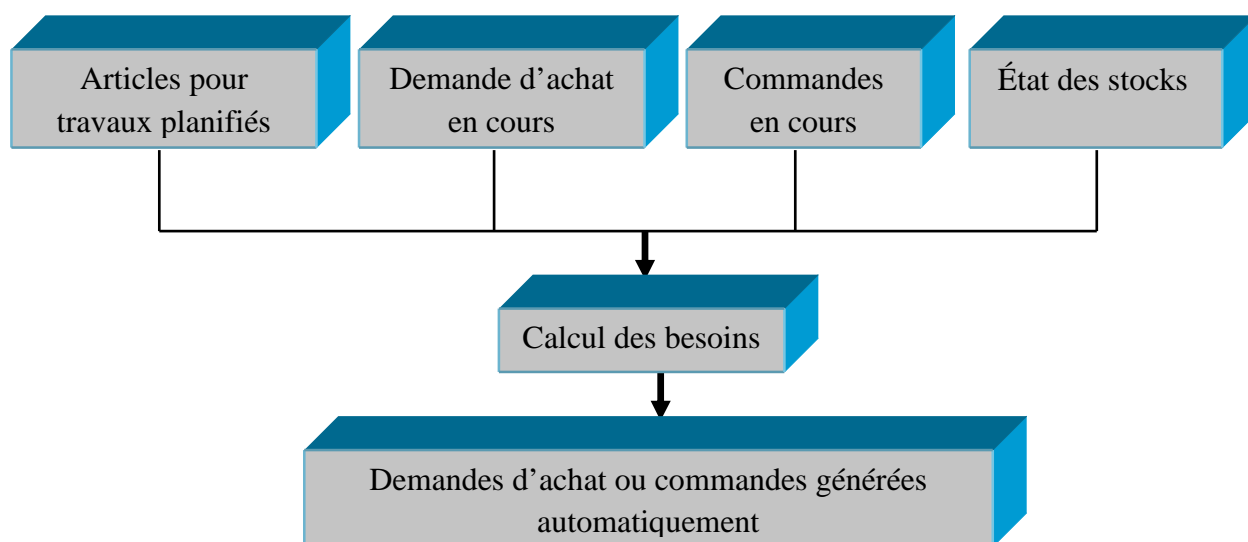 Articles pour
travaux planifiés
Demande d’achat
en cours
Commandes
en cours
État des stocks
Calcul des besoins
Demandes d’achat ou commandes générées
automatiquement